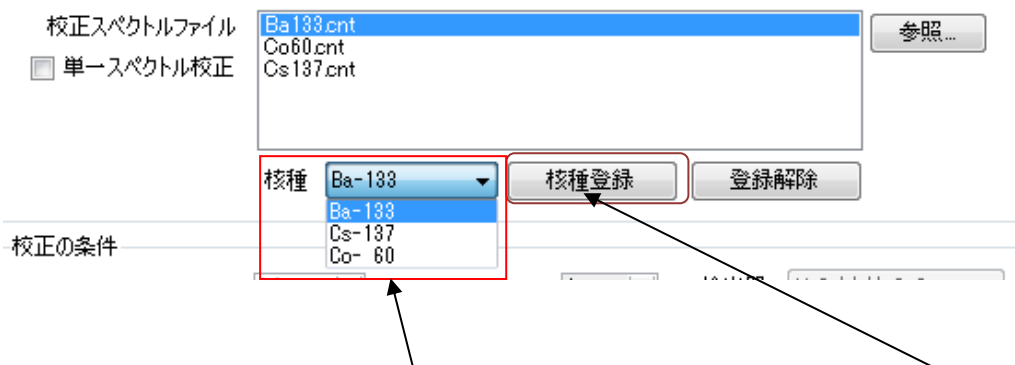 校正スペクトルファイル
Ba133.cnt
参照...
Co60.cnt
単一スペクトル校正
Cs137.cnt
核種
Ba-133
核種登録
登録解除
Ba-133
Cs-137
Co- 60
校正の条件